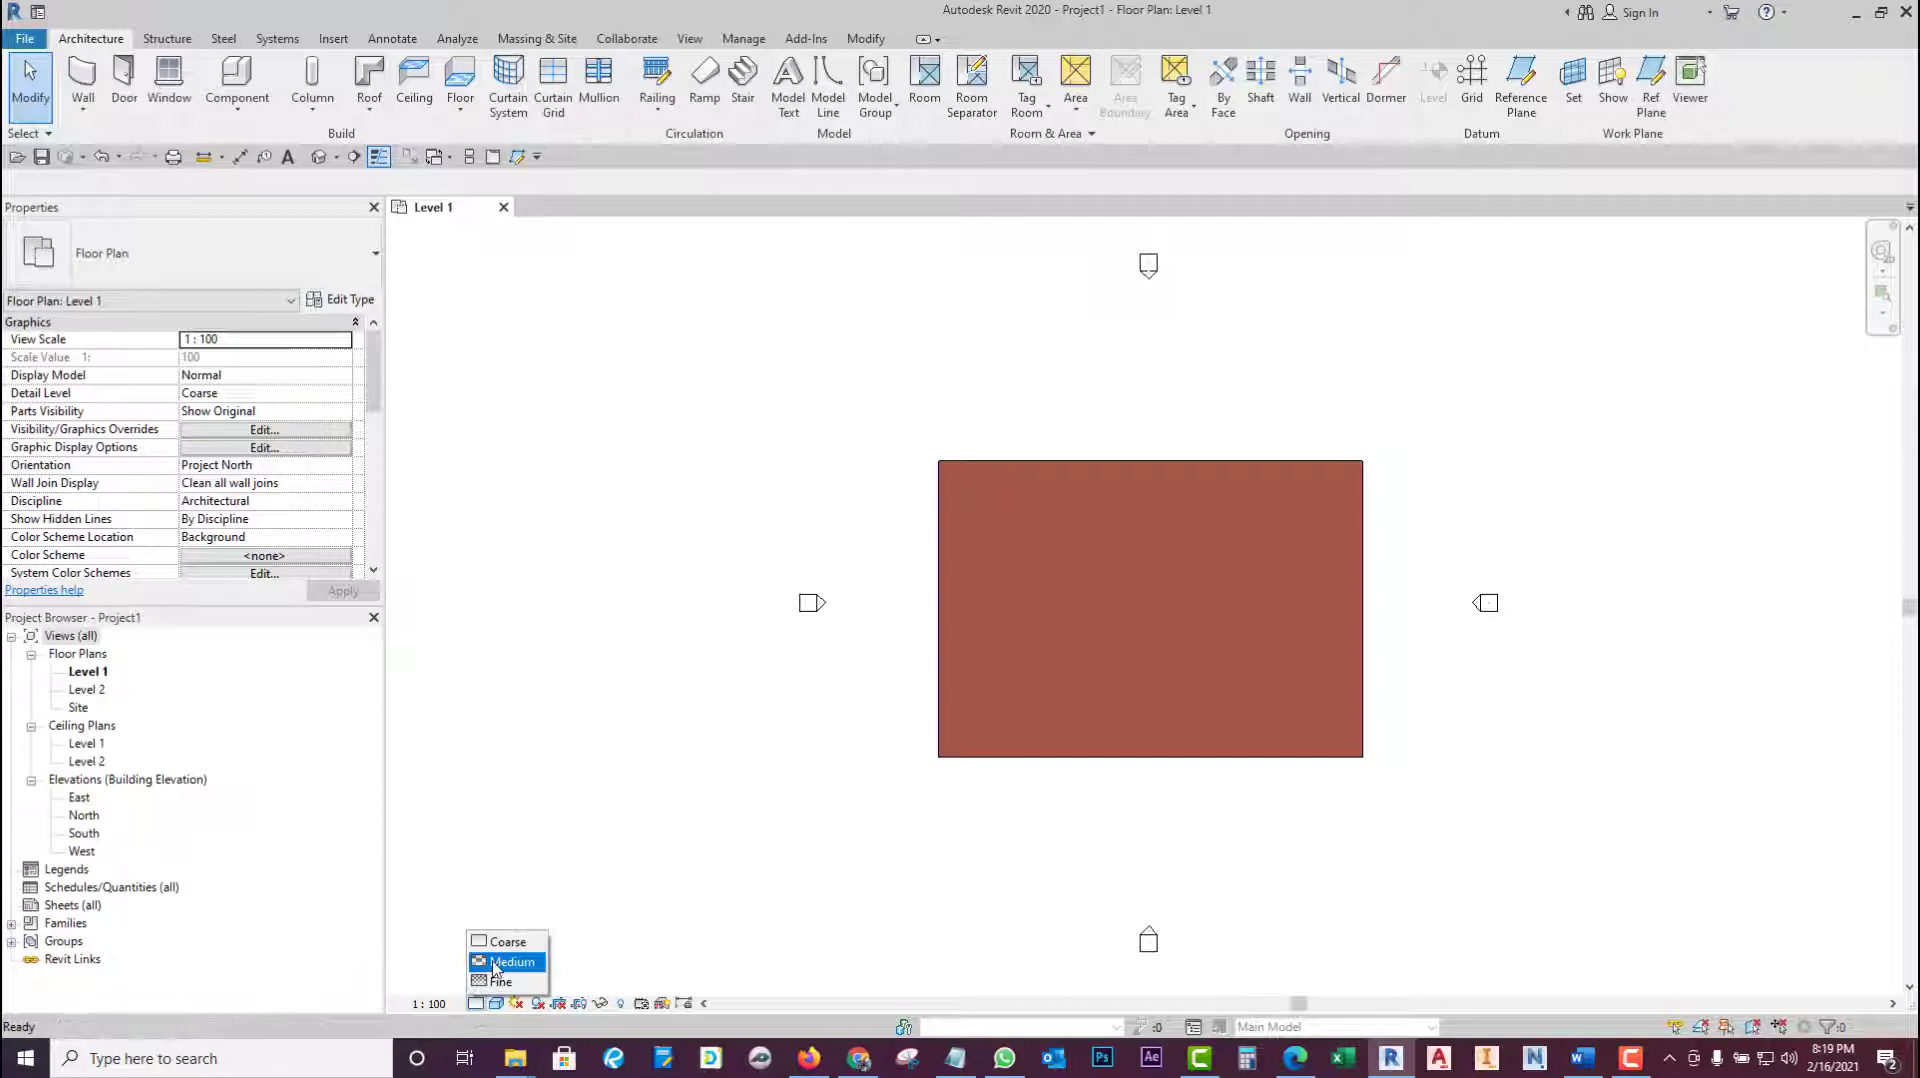 Autodesk Revit 2020 - Project1 - Floor Plan: Level 1
Sign In
File Architecture Structure Steel Systems Insert Annotate Analyze Massing & Site Collaborate View Manage Add-Ins Modify
Modify Wall Door Window Component Column Roof Ceiling Floor Curtain System Curtain Grid Mullion Railing Ramp Stair Model Text Model Line Model Group Room Room Separator Tag Room Area Area Boundary Tag Area By Face Shaft Wall Vertical Dormer Level Grid Reference Plane Set Show Ref Plane Viewer
Select Build Circulation Model Room & Area Opening Datum Work Plane
Properties
Level 1
Floor Plan
Floor Plan: Level 1
Edit Type
Graphics
View Scale 1 : 100
Scale Value 1: 100
Display Model Normal
Detail Level Coarse
Parts Visibility Show Original
Visibility/Graphics Overrides Edit...
Graphic Display Options Edit...
Orientation Project North
Wall Join Display Clean all wall joins
Discipline Architectural
Show Hidden Lines By Discipline
Color Scheme Location Background
Color Scheme <none>
System Color Schemes Edit...
Properties help Apply
Project Browser - Project1
Views (all)
Floor Plans
Level 1
Level 2
Site
Ceiling Plans
Level 1
Level 2
Elevations (Building Elevation)
East
North
South
West
Legends
Schedules/Quantities (all)
Sheets (all)
Families
Groups
Revit Links
Coarse
Medium
Fine
1 : 100
Ready
:0
Main Model
:0
Type here to search
8:19 PM
2/16/2021
2